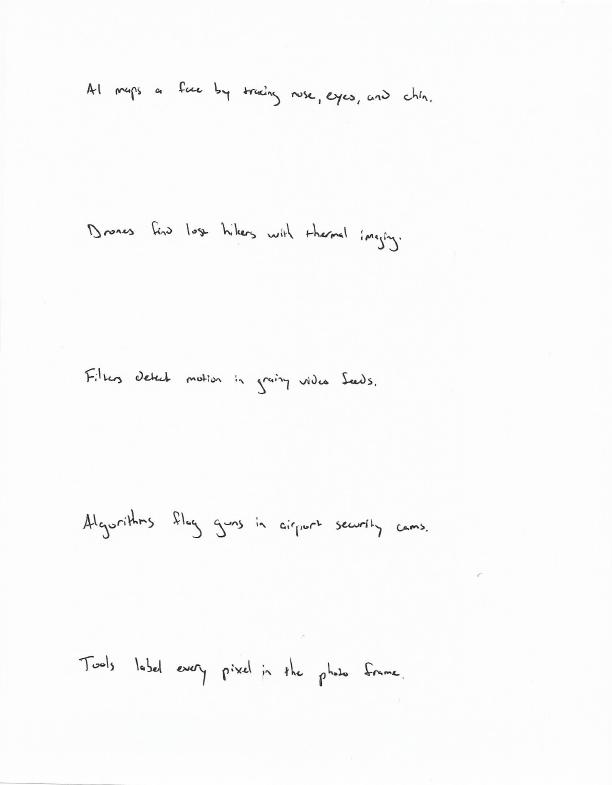 AI maps a face by tracing nose, eyes, and chin.
Drones find lost hikers with thermal imaging.
Filters detect motion in grainy video feeds.
Algorithms flag guns in airport security cams.
Tools label every pixel in the photo frame.